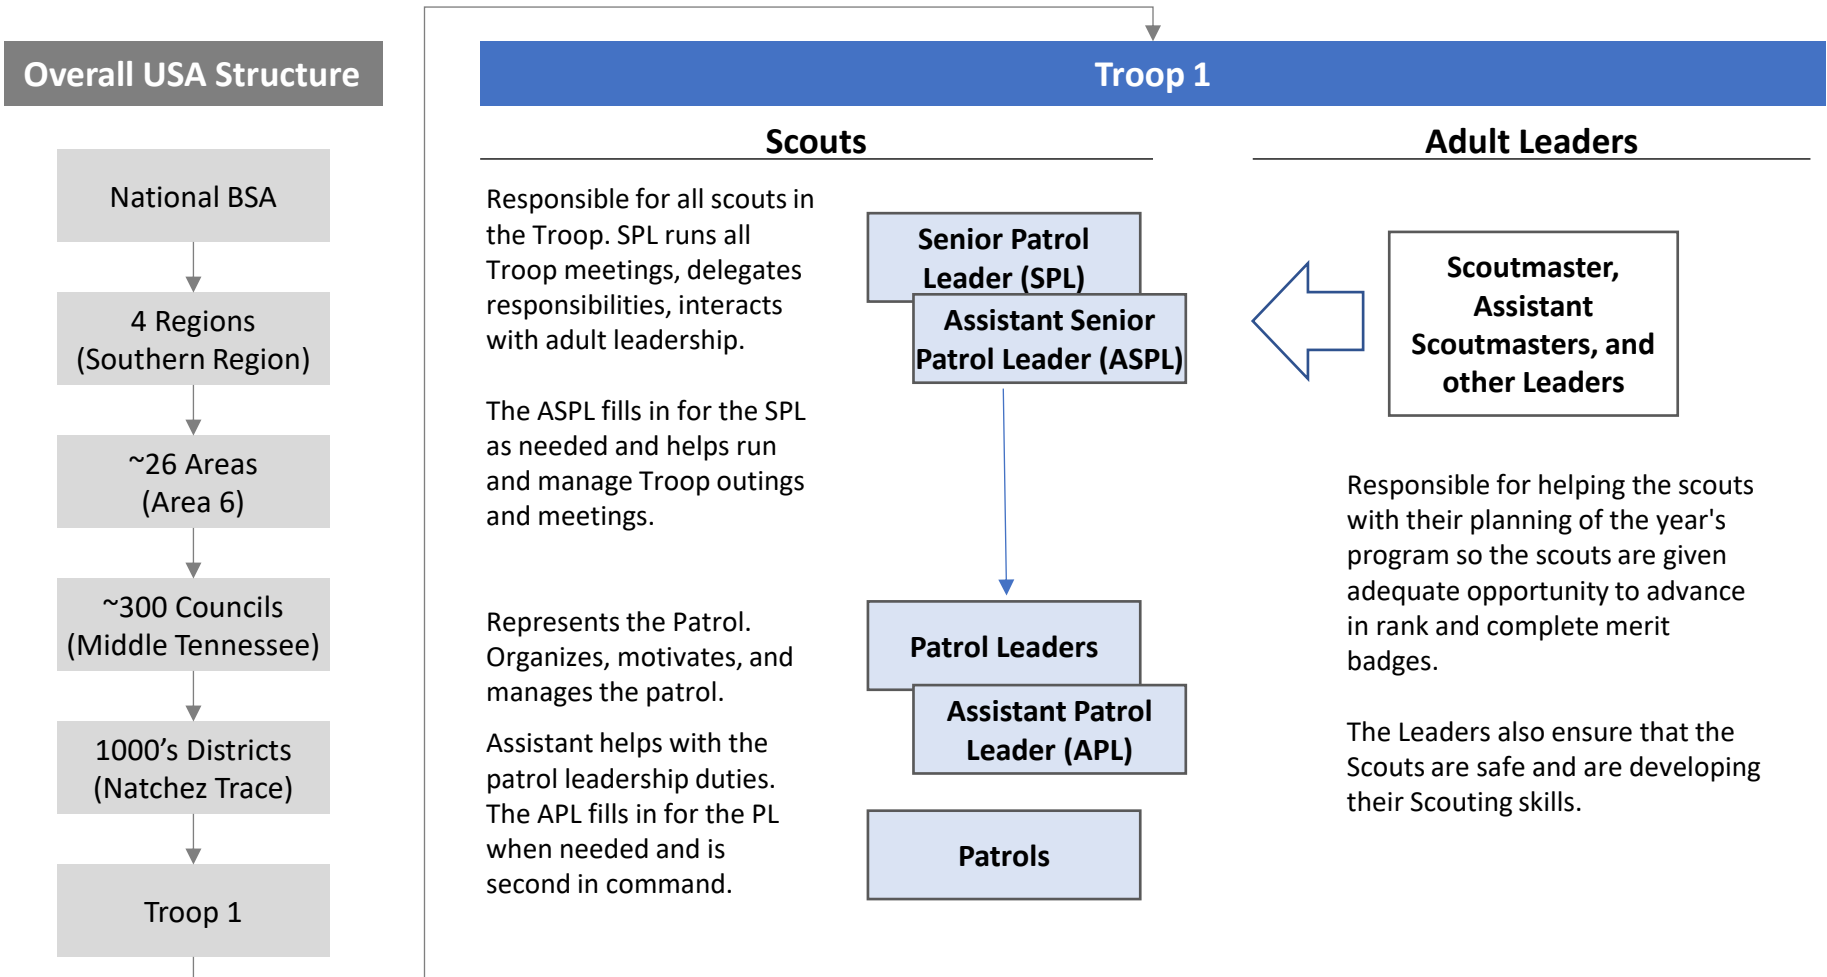 Overall USA Structure
National BSA
4 Regions
(Southern Region)
~26 Areas
(Area 6)
~300 Councils
(Middle Tennessee)
1000’s Districts
(Natchez Trace)
Troop 1
Troop 1
Scouts
Responsible for all scouts in
the Troop. SPL runs all
Troop meetings, delegates
responsibilities, interacts
with adult leadership.
The ASPL fills in for the SPL
as needed and helps run
and manage Troop outings
and meetings.
Represents the Patrol.
Organizes, motivates, and
manages the patrol.
Assistant helps with the
patrol leadership duties.
The APL fills in for the PL
when needed and is
second in command.
Senior Patrol
Leader (SPL)
Assistant Senior
Patrol Leader (ASPL)
Patrol Leaders
Assistant Patrol
Leader (APL)
Patrols
Adult Leaders
Scoutmaster,
Assistant
Scoutmasters, and
other Leaders
Responsible for helping the scouts
with their planning of the year's
program so the scouts are given
adequate opportunity to advance
in rank and complete merit
badges.
The Leaders also ensure that the
Scouts are safe and are developing
their Scouting skills.